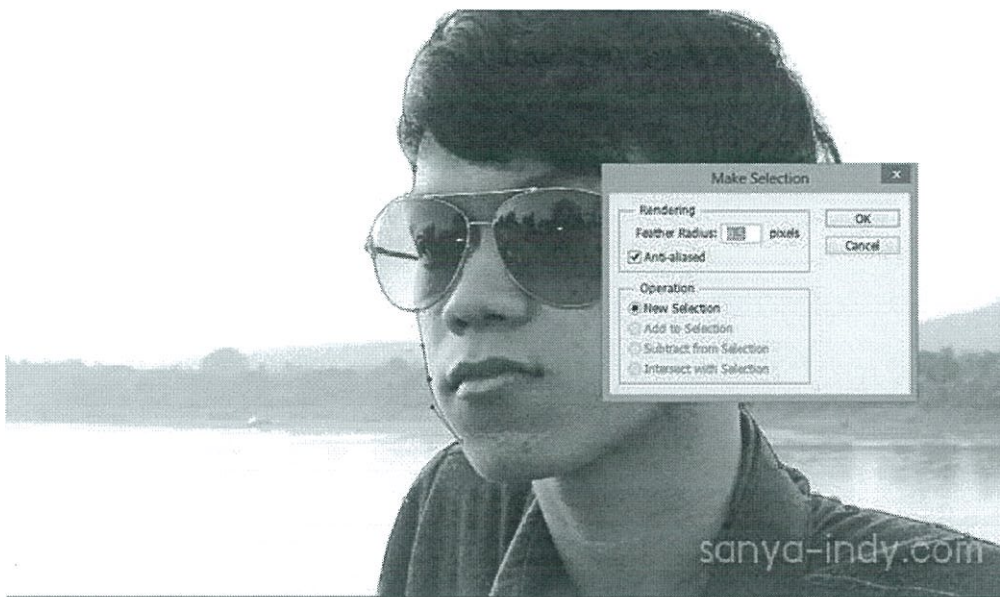 Make Selection
Rendering
Feather Radius: pixels
Anti-aliased
OK
Cancel
Operation
New Selection
Add to Selection
Subtract from Selection
Intersect with Selection
sanya-indy.com